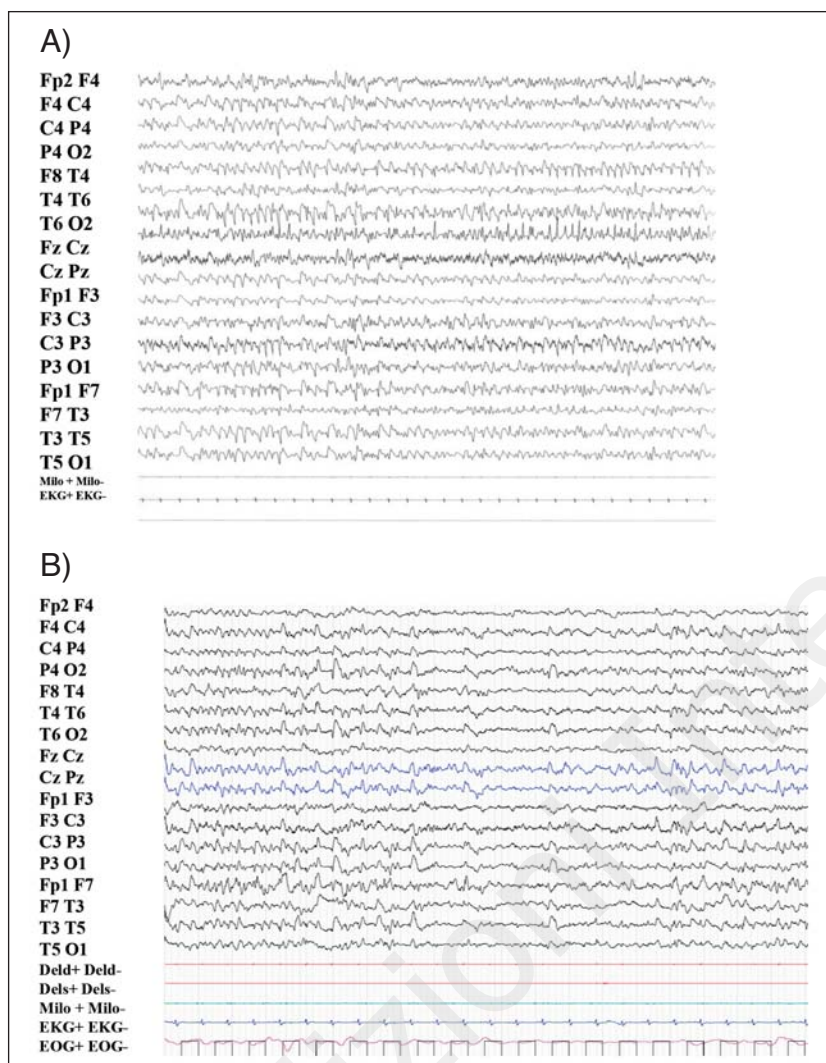 A)
Fp2 F4
F4 C4
C4 P4
P4 O2
F8 T4
T4 T6
T6 O2
Fz Cz
Cz Pz
Fp1 F3
F3 C3
C3 P3
P3 O1
Fp1 F7
F7 T3
T3 T5
T5 O1
Milo + Milo-
EKG+ EKG-
B)
Fp2 F4
F4 C4
C4 P4
P4 O2
F8 T4
T4 T6
T6 O2
Fz Cz
Cz Pz
Fp1 F3
F3 C3
C3 P3
P3 O1
Fp1 F7
F7 T3
T3 T5
T5 O1
Deld+ Deld-
Dels+ Dels-
Milo + Milo-
EKG+ EKG-
EOG+ EOG-